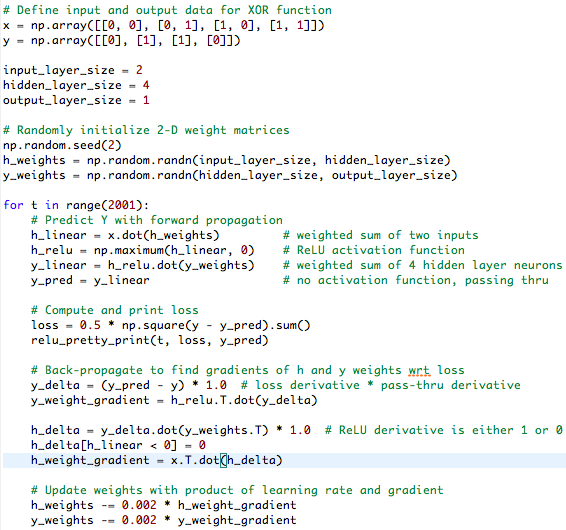 # Define input and output data for XOR function
x = np.array([[0, 0], [0, 1], [1, 0], [1, 1]])
y = np.array([[0], [1], [1], [0]])
input_layer_size = 2
hidden_layer_size = 4
output_layer_size = 1
# Randomly initialize 2-D weight matrices
np.random.seed(2)
h_weights = np.random.randn(input_layer_size, hidden_layer_size)
y_weights = np.random.randn(hidden_layer_size, output_layer_size)
for t in range(2001):
# Predict Y with forward propagation
h_linear = x.dot(h_weights) # weighted sum of two inputs
h_relu = np.maximum(h_linear, 0) # ReLU activation function
y_linear = h_relu.dot(y_weights) # weighted sum of 4 hidden layer neurons
y_pred = y_linear # no activation function, passing thru
# Compute and print loss
loss = 0.5 * np.square(y - y_pred).sum()
relu_pretty_print(t, loss, y_pred)
# Back-propagate to find gradients of h and y weights wrt loss
y_delta = (y_pred - y) * 1.0 # loss derivative * pass-thru derivative
y_weight_gradient = h_relu.T.dot(y_delta)
h_delta = y_delta.dot(y_weights.T) * 1.0 # ReLU derivative is either 1 or 0
h_delta[h_linear < 0] = 0
h_weight_gradient = x.T.dot(h_delta)
# Update weights with product of learning rate and gradient
h_weights -= 0.002 * h_weight_gradient
y_weights -= 0.002 * y_weight_gradient